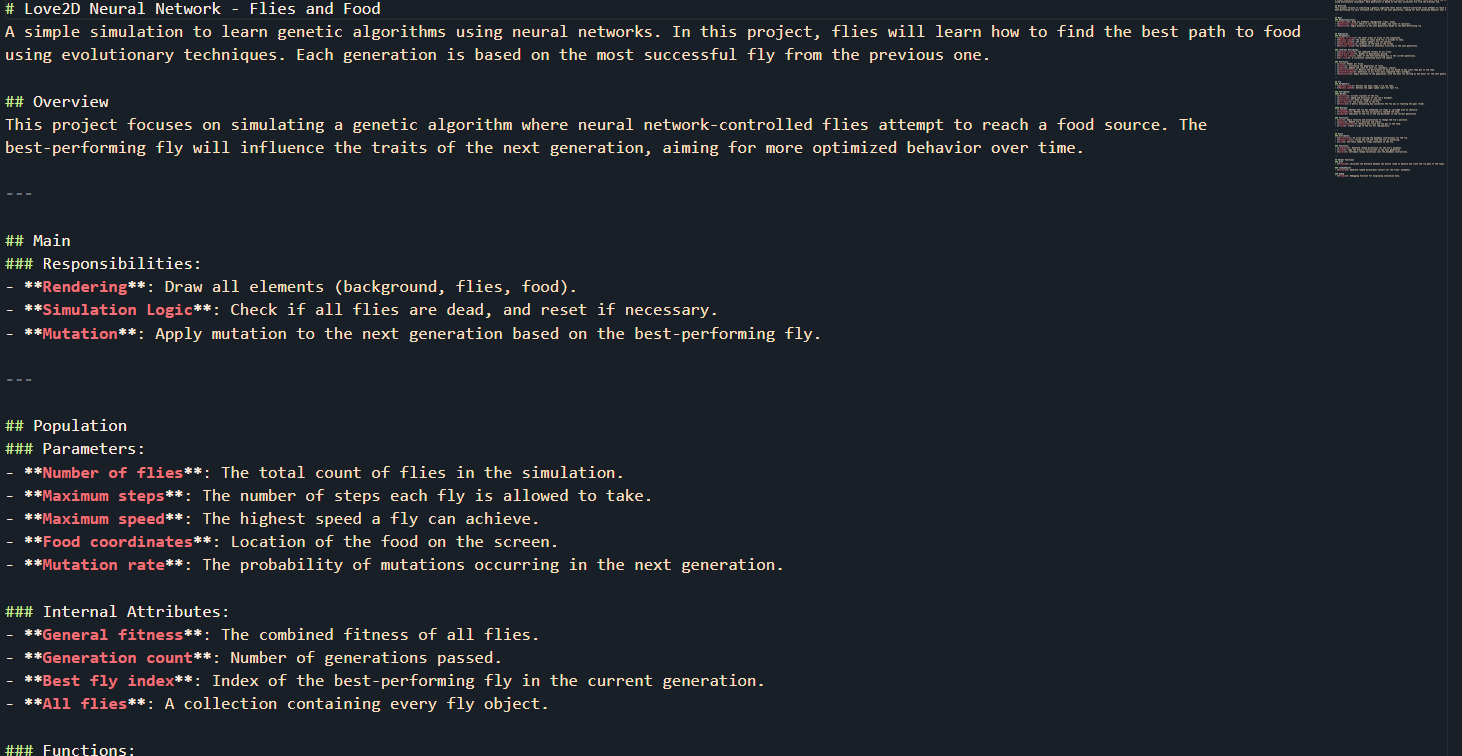 # Love2D Neural Network - Flies and Food
A simple simulation to learn genetic algorithms using neural networks. In this project, flies will learn how to find the best path to food
using evolutionary techniques. Each generation is based on the most successful fly from the previous one.
## Overview
This project focuses on simulating a genetic algorithm where neural network-controlled flies attempt to reach a food source. The
best-performing fly will influence the traits of the next generation, aiming for more optimized behavior over time.
---
## Main
### Responsibilities:
- **Rendering**: Draw all elements (background, flies, food).
- **Simulation Logic**: Check if all flies are dead, and reset if necessary.
- **Mutation**: Apply mutation to the next generation based on the best-performing fly.
---
## Population
### Parameters:
- **Number of flies**: The total count of flies in the simulation.
- **Maximum steps**: The number of steps each fly is allowed to take.
- **Maximum speed**: The highest speed a fly can achieve.
- **Food coordinates**: Location of the food on the screen.
- **Mutation rate**: The probability of mutations occurring in the next generation.
### Internal Attributes:
- **General fitness**: The combined fitness of all flies.
- **Generation count**: Number of generations passed.
- **Best fly index**: Index of the best-performing fly in the current generation.
- **All flies**: A collection containing every fly object.
### Functions: